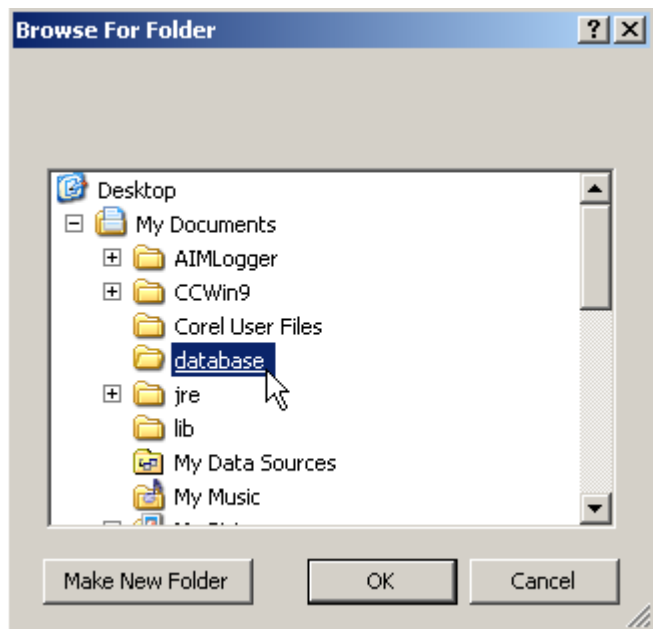 Browse For Folder
Desktop
My Documents
AIMLogger
CCWin9
Corel User Files
database
jre
lib
My Data Sources
My Music
Make New Folder
OK
Cancel